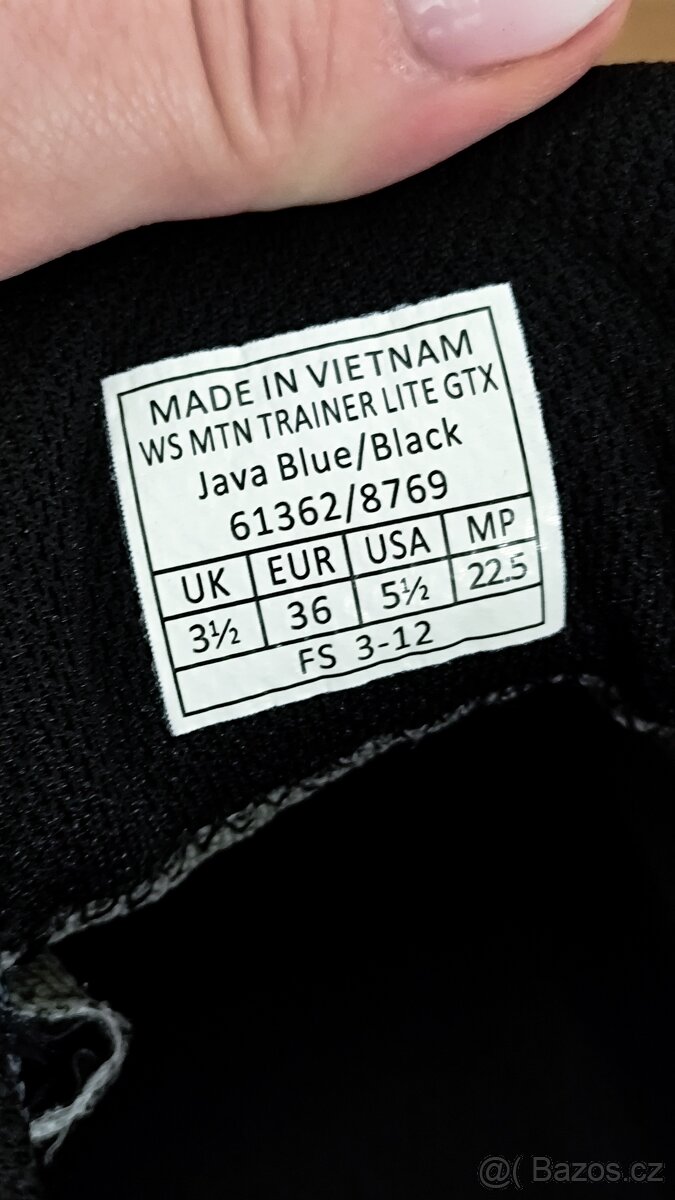 MADE IN VIETNAM
WS MTN TRAINER LITE GTX
Java Blue/Black
61362/8769
UK EUR USA MP
3½ 36 5½ 22.5
FS 3-12
@( Bazos.cz